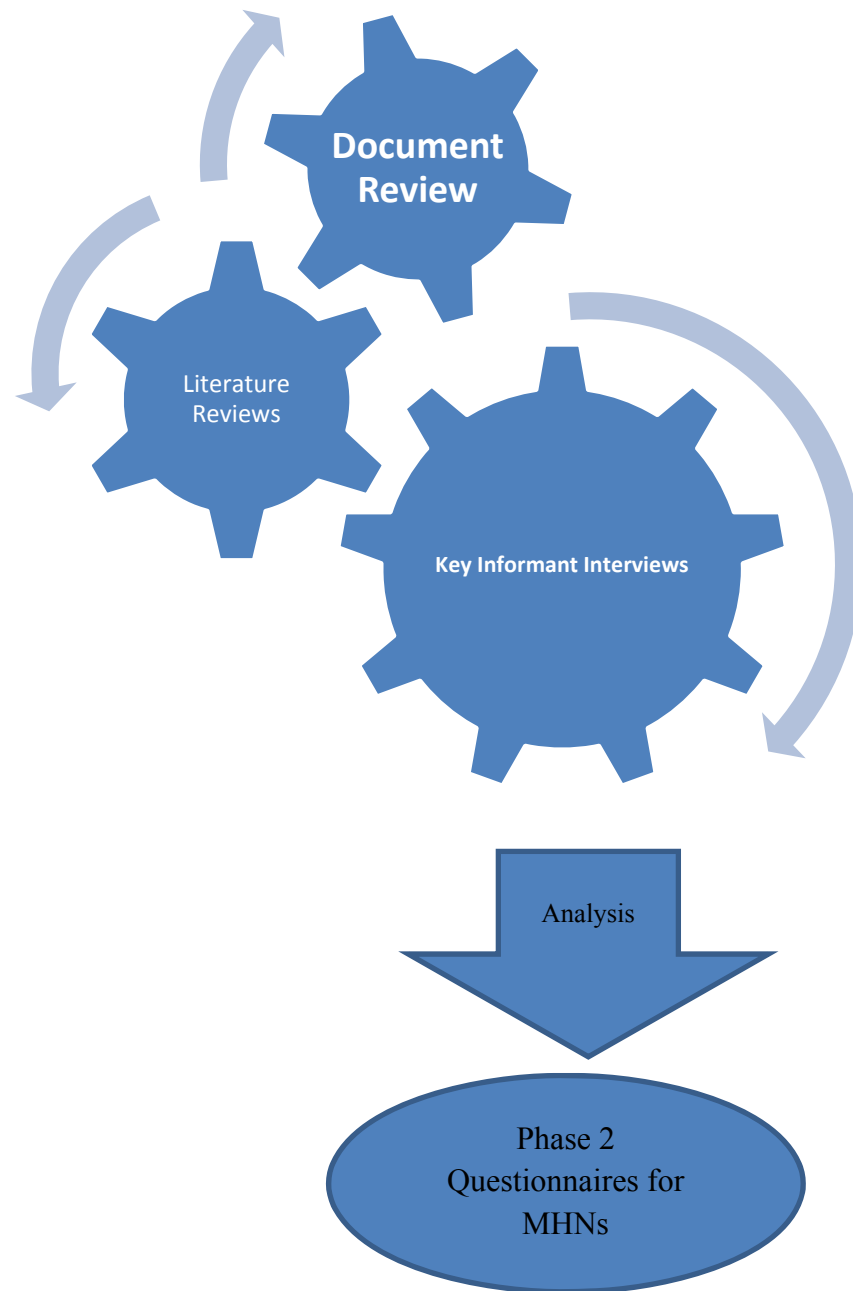 Document
Review
Literature
Reviews
Key Informant Interviews
Analysis
Phase 2
Questionnaires for
MHNs